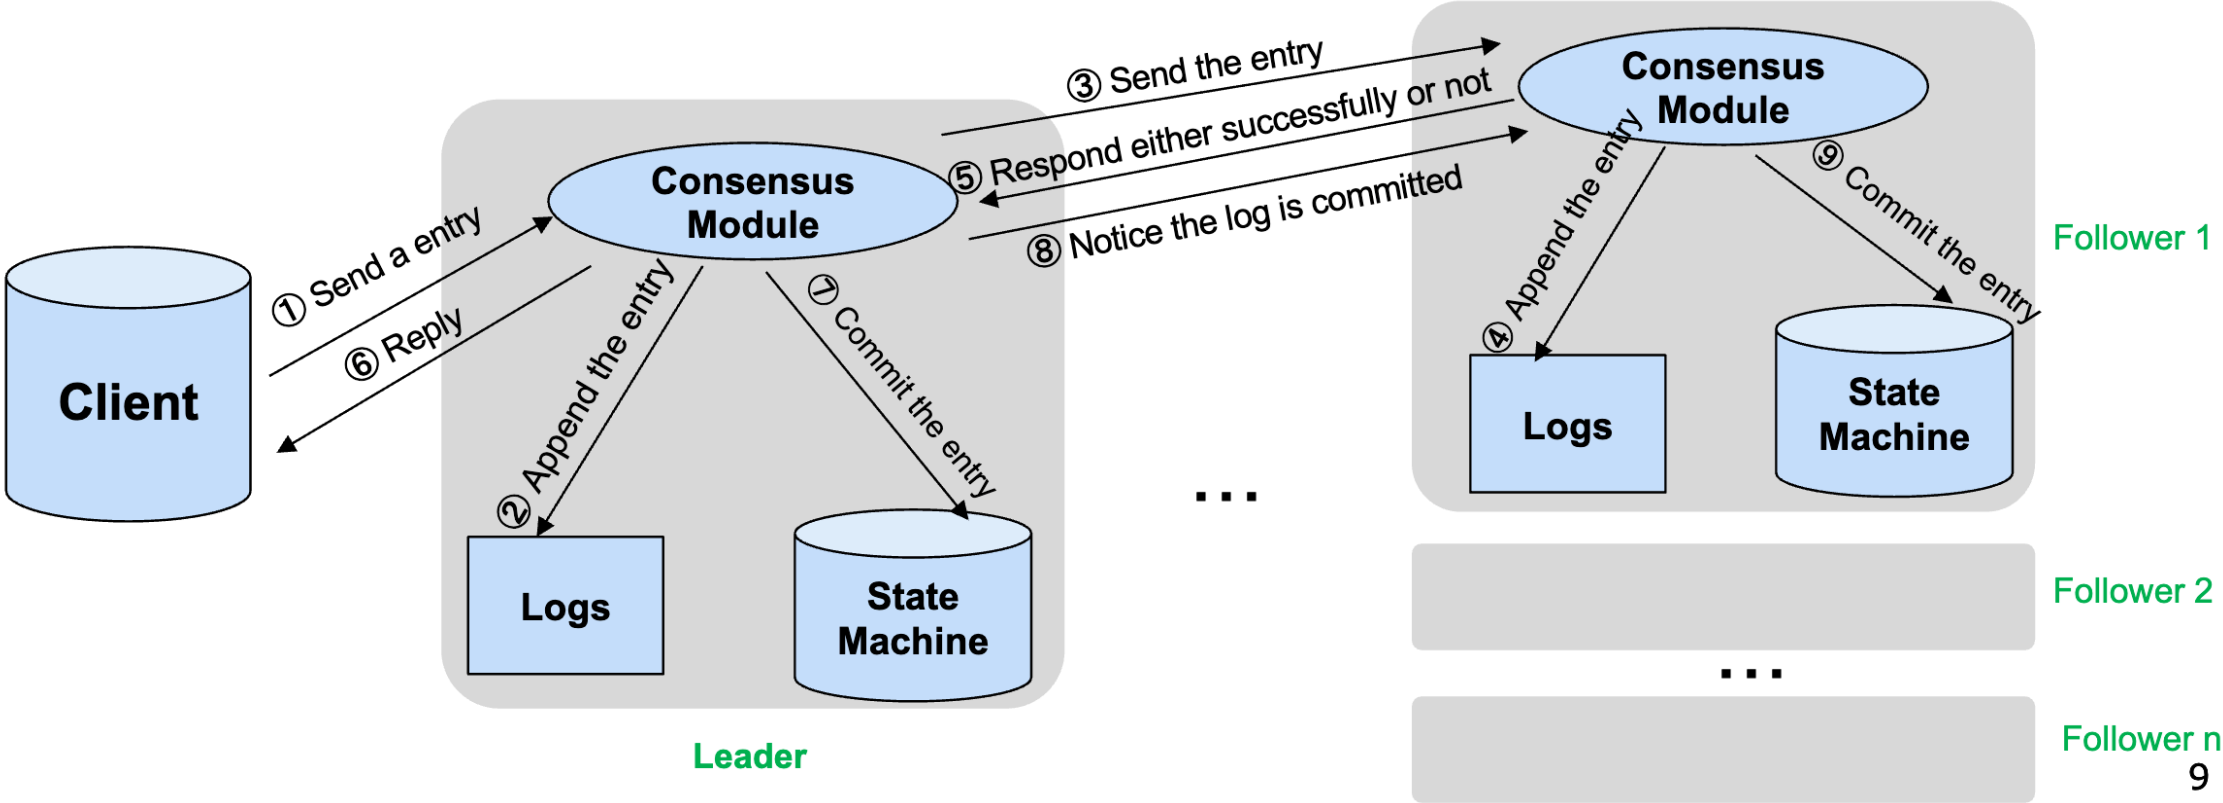 Client
① Send a entry
⑥ Reply
Consensus
Module
② Append the entry
⑦ Commit the entry
Logs
State
Machine
Leader
③ Send the entry
⑤ Respond either successfully or not
⑧ Notice the log is committed
...
Consensus
Module
④ Append the entry
⑨ Commit the entry
Logs
State
Machine
Follower 1
Follower 2
...
Follower n
9